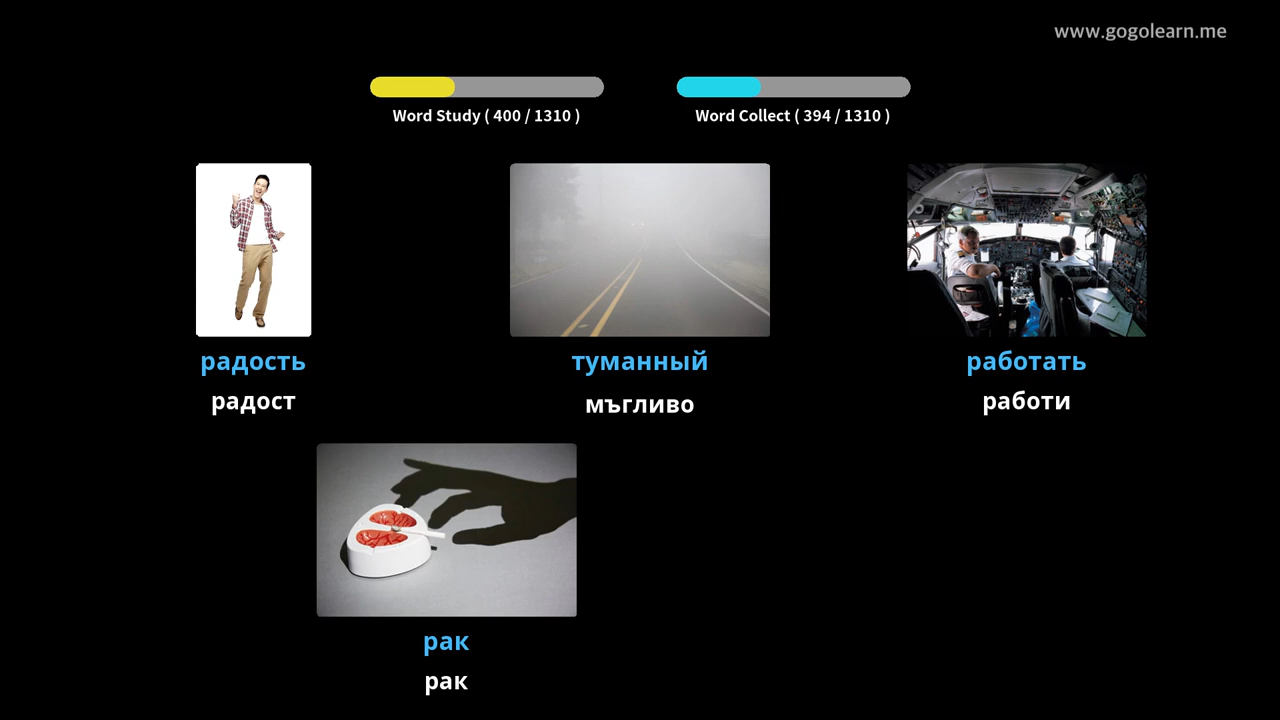 www.gogolearn.me
Word Study ( 400 / 1310 )
Word Collect ( 394 / 1310 )
радость
туманный
работать
радост
мъгливо
работи
рак
рак